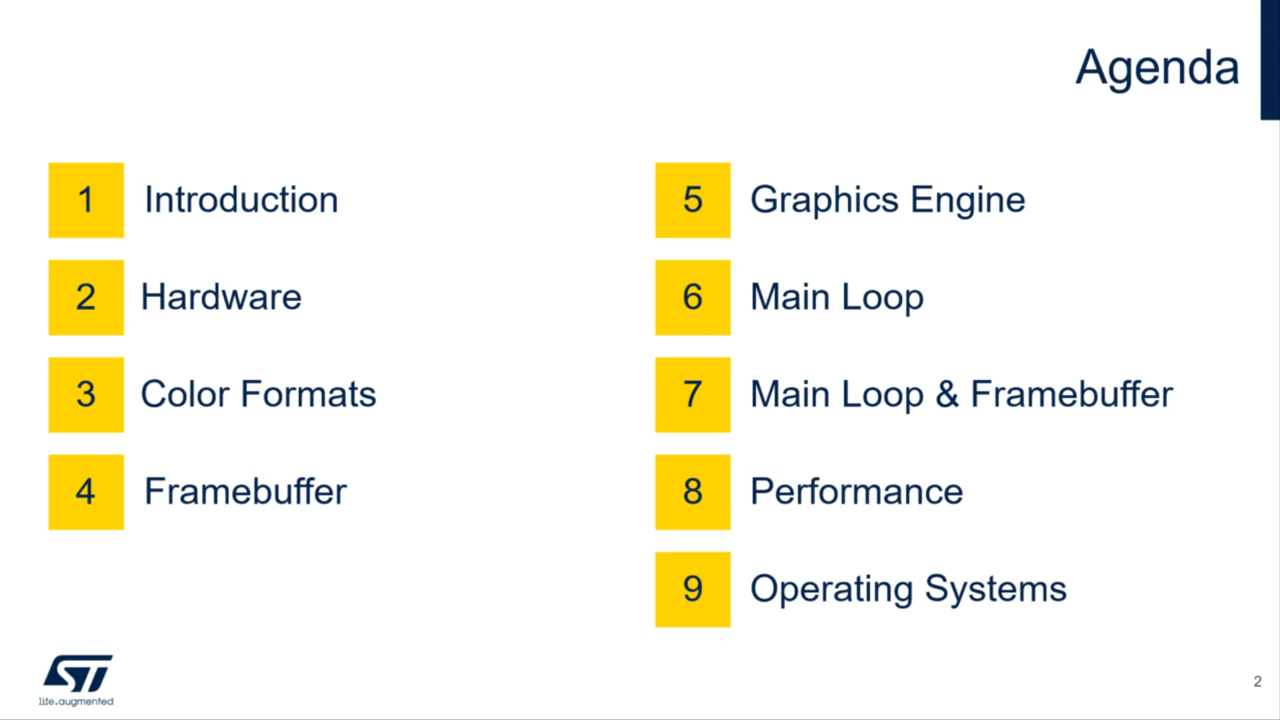 Agenda
1 Introduction
2 Hardware
3 Color Formats
4 Framebuffer
5 Graphics Engine
6 Main Loop
7 Main Loop & Framebuffer
8 Performance
9 Operating Systems
ST
life.augmented
2